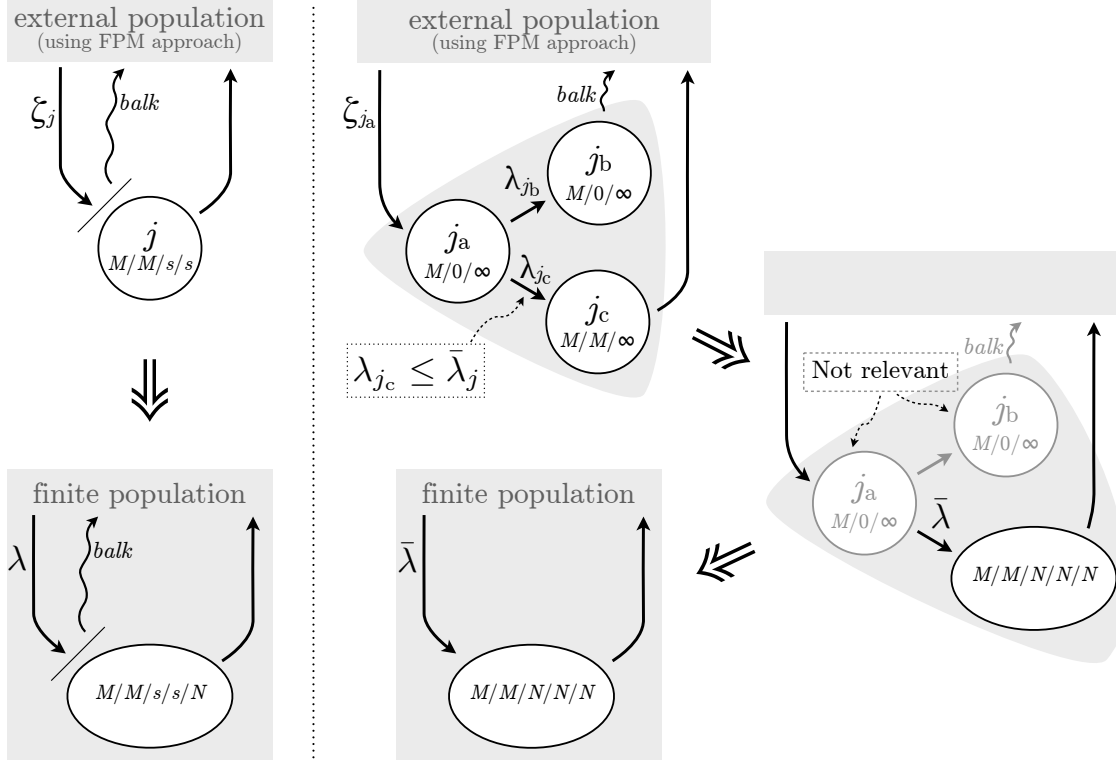 external population
(using FPM approach)
ζj
balk
j
M/M/s/s
finite population
λ
balk
M/M/s/s/N
external population
(using FPM approach)
ζja
balk
jb
M/0/∞
λjb
ja
M/0/∞
λjc
jc
M/M/∞
λjc ≤ λ̄j
balk
Not relevant
jb
M/0/∞
ja
M/0/∞
λ̄
M/M/N/N/N
finite population
λ̄
M/M/N/N/N